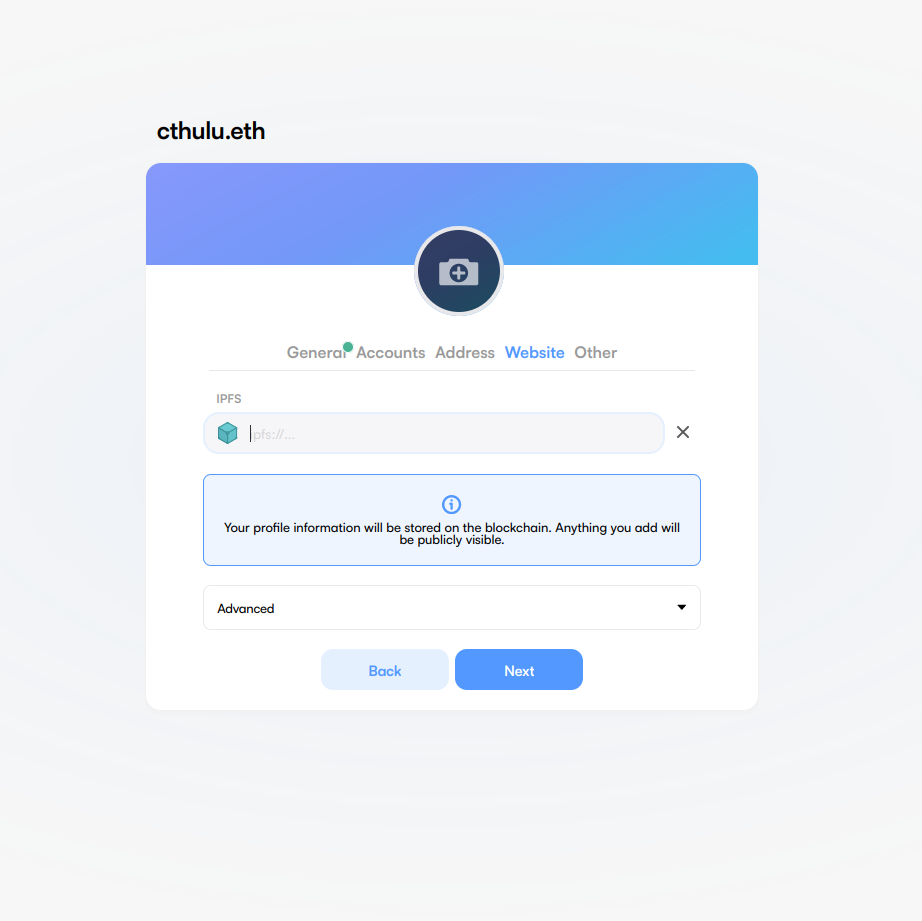 cthulu.eth
General Accounts Address Website Other
IPFS
ipfs://...
Your profile information will be stored on the blockchain. Anything you add will
be publicly visible.
Advanced
Back Next